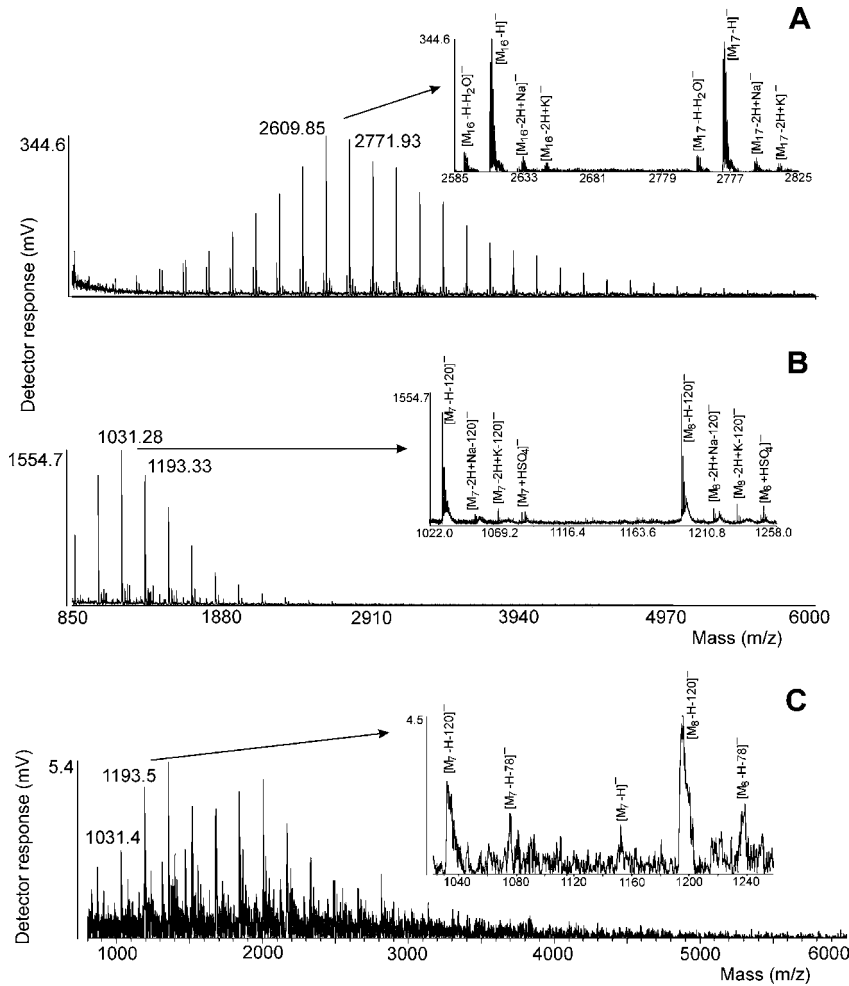 A
344.6
[M16-H-H2O]¯
[M16-H]¯
[M16-2H+Na]¯
[M16-2H+K]¯
[M17-H-H2O]¯
[M17-H]¯
[M17-2H+Na]¯
[M17-2H+K]¯
2585 2633 2681 2779 2777 2825
344.6
2609.85
2771.93
Detector response (mV)
B
1554.7
[M7-H-120]¯
[M7-2H+Na-120]¯
[M7-2H+K-120]¯
[M7+HSO4]¯
[M8-H-120]¯
[M8-2H+Na-120]¯
[M8-2H+K-120]¯
[M8+HSO4]¯
1022.0 1069.2 1116.4 1163.6 1210.8 1258.0
1554.7
1031.28
1193.33
850 1880 2910 3940 4970 6000
Mass (m/z)
C
4.5
[M7-H-120]¯
[M7-H-78]¯
[M7-H]¯
[M8-H-120]¯
[M8-H-78]¯
1040 1080 1120 1160 1200 1240
5.4
1193.5
1031.4
Detector response (mV)
1000 2000 3000 4000 5000 6000
Mass (m/z)